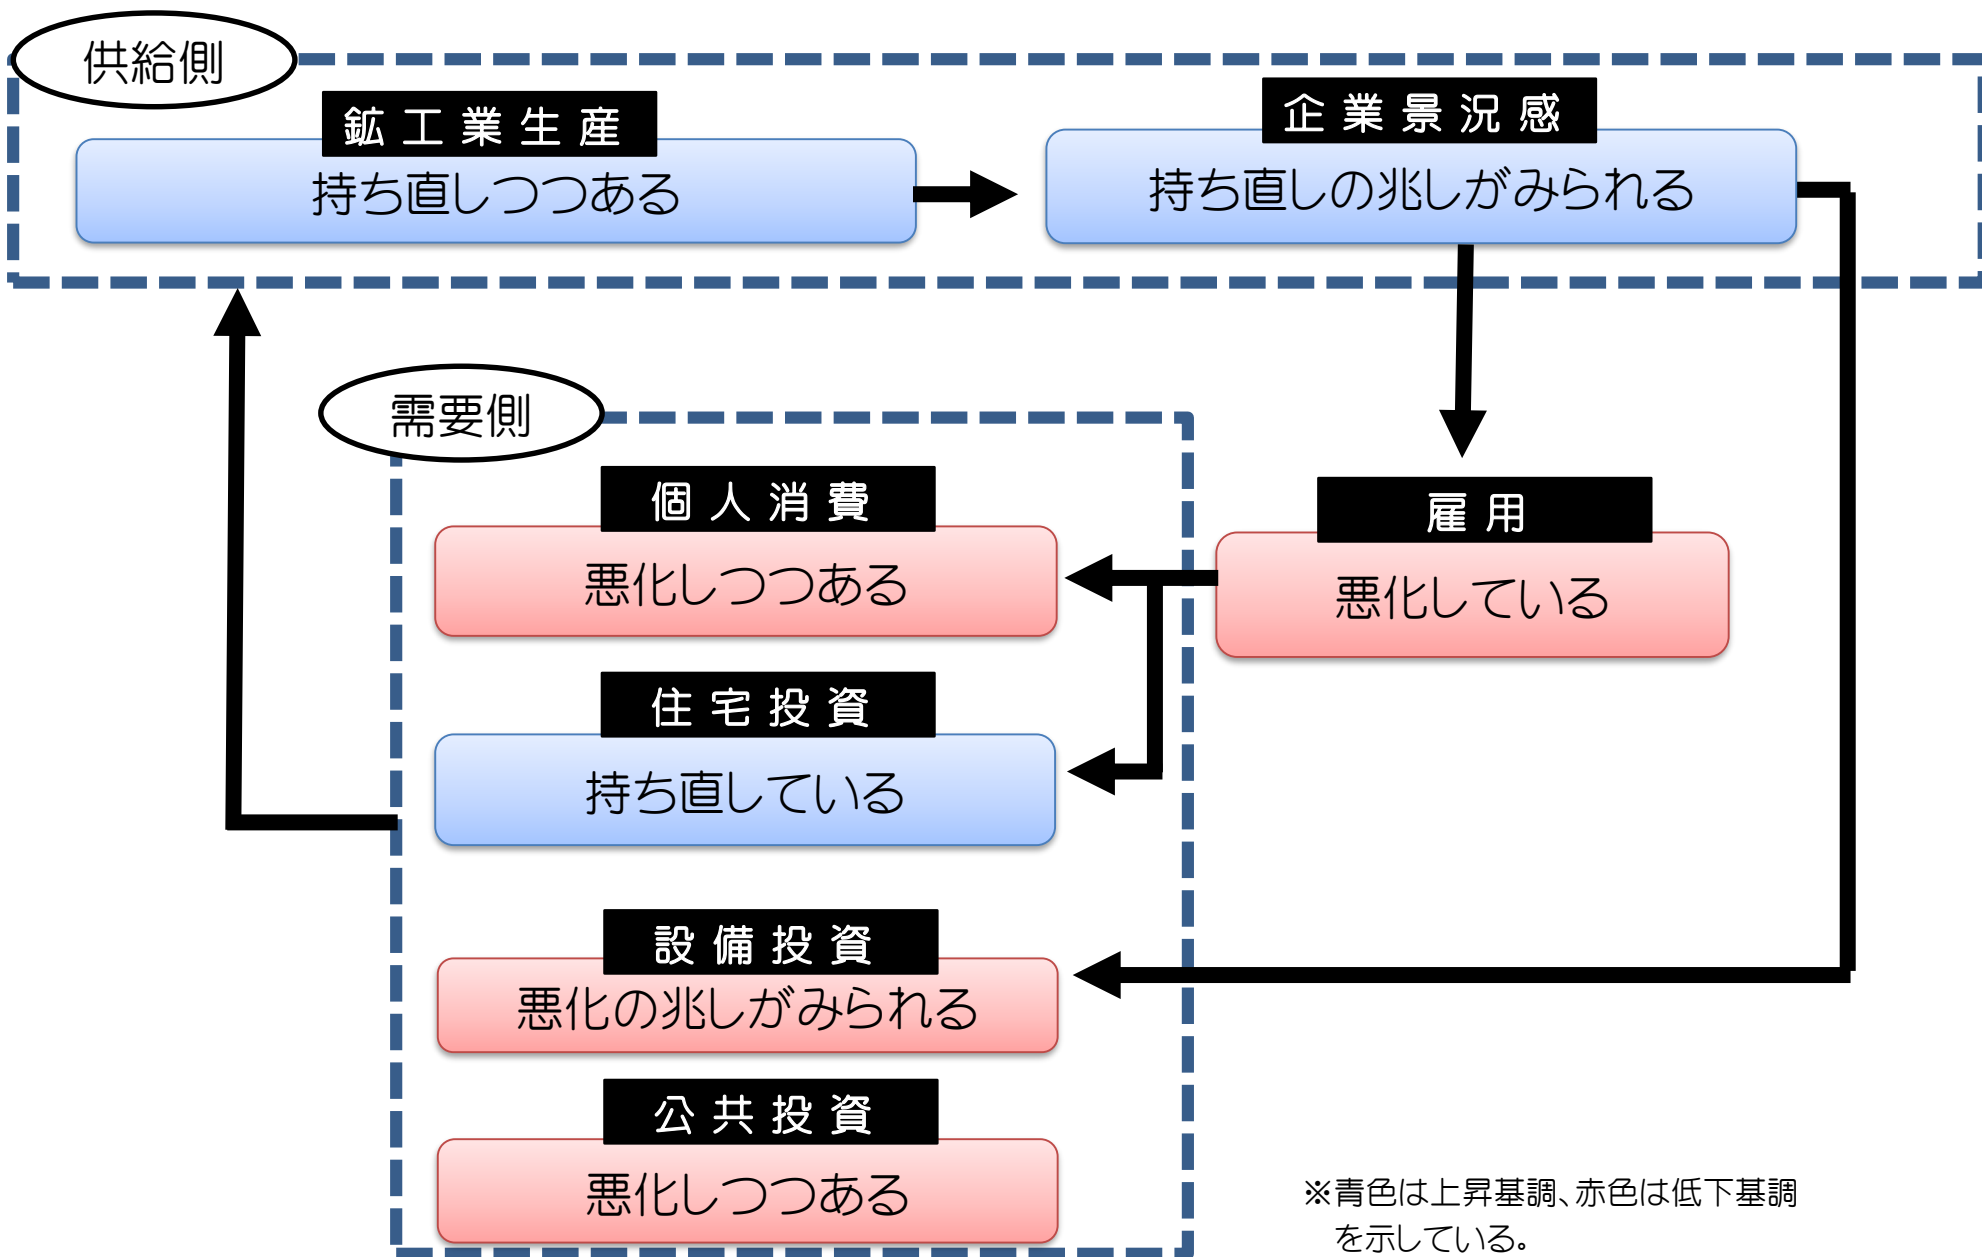 供給側
鉱工業生産
持ち直しつつある
企業景況感
持ち直しの兆しがみられる
需要側
個人消費
悪化しつつある
雇用
悪化している
住宅投資
持ち直している
設備投資
悪化の兆しがみられる
公共投資
悪化しつつある
※青色は上昇基調、赤色は低下基調
を示している。